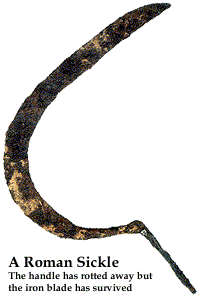 A Roman Sickle
The handle has rotted away but
the iron blade has survived